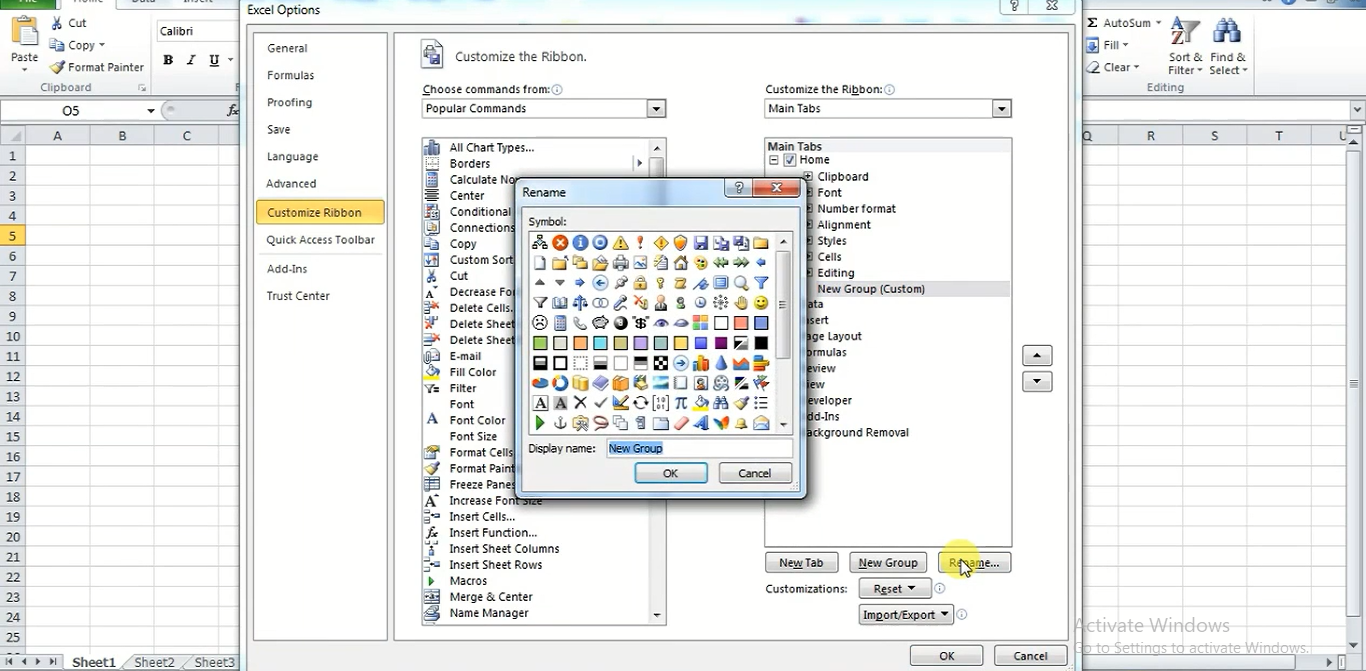 File Home Data Insert
Excel Options
Cut
Copy
Paste
Format Painter
Clipboard
Calibri
B I U
AutoSum
Fill
Clear
Sort & Filter
Find & Select
Editing
O5
fx
A B C Q R S T U
1
2
3
4
5
6
7
8
9
10
11
12
13
14
15
16
17
18
19
20
21
22
23
24
25
General
Formulas
Proofing
Save
Language
Advanced
Customize Ribbon
Quick Access Toolbar
Add-Ins
Trust Center
Customize the Ribbon.
Choose commands from:
Popular Commands
All Chart Types...
Borders
Calculate No
Center
Conditional
Connections
Copy
Custom Sort
Cut
Decrease Fo
Delete Cells.
Delete Sheet
Delete Sheet
E-mail
Fill Color
Filter
Font
Font Color
Font Size
Format Cells
Format Paint
Freeze Panes
Increase Font Size
Insert Cells...
Insert Function...
Insert Sheet Columns
Insert Sheet Rows
Macros
Merge & Center
Name Manager
Customize the Ribbon:
Main Tabs
Main Tabs
Home
Clipboard
Font
Number format
Alignment
Styles
Cells
Editing
New Group (Custom)
ata
sert
age Layout
ormulas
eview
iew
eveloper
dd-Ins
ackground Removal
New Tab
New Group
Rename...
Customizations:
Reset
Import/Export
OK
Cancel
Rename
Symbol:
Display name:
New Group
OK
Cancel
Activate Windows
Go to Settings to activate Windows.
Sheet1 Sheet2 Sheet3